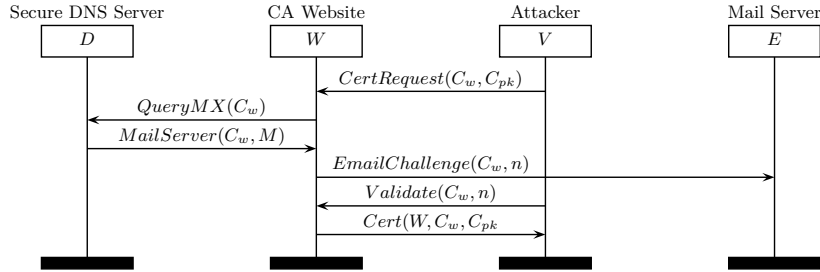 Secure DNS Server CA Website Attacker Mail Server
D W V E
CertRequest(C_w, C_pk)
QueryMX(C_w)
MailServer(C_w, M)
EmailChallenge(C_w, n)
Validate(C_w, n)
Cert(W, C_w, C_pk